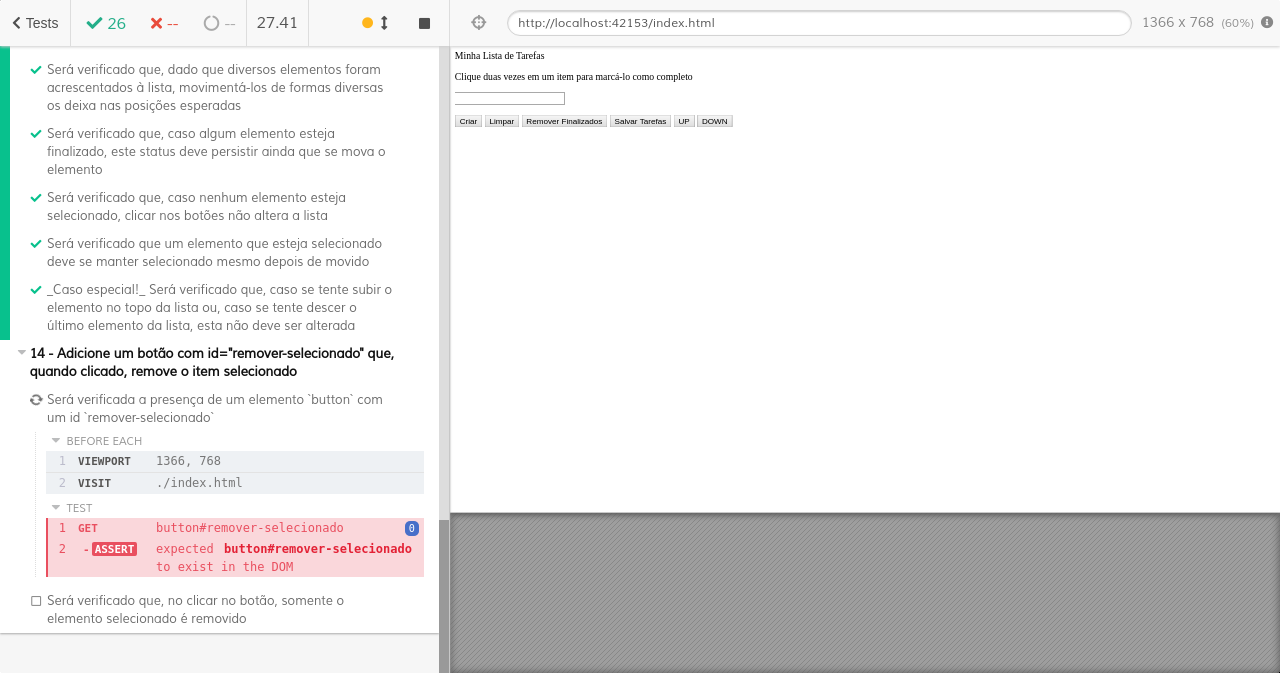 Tests 26 -- -- 27.41
Será verificado que, dado que diversos elementos foram
acrescentados à lista, movimentá-los de formas diversas
os deixa nas posições esperadas
Será verificado que, caso algum elemento esteja
finalizado, este status deve persistir ainda que se mova o
elemento
Será verificado que, caso nenhum elemento esteja
selecionado, clicar nos botões não altera a lista
Será verificado que um elemento que esteja selecionado
deve se manter selecionado mesmo depois de movido
_Caso especial!_ Será verificado que, caso se tente subir o
elemento no topo da lista ou, caso se tente descer o
último elemento da lista, esta não deve ser alterada
14 - Adicione um botão com id="remover-selecionado" que,
quando clicado, remove o item selecionado
Será verificada a presença de um elemento `button` com
um id `remover-selecionado`
BEFORE EACH
1 VIEWPORT 1366, 768
2 VISIT ./index.html
TEST
1 GET button#remover-selecionado 0
2 -ASSERT expected button#remover-selecionado
to exist in the DOM
Será verificado que, no clicar no botão, somente o
elemento selecionado é removido
http://localhost:42153/index.html 1366 x 768 (60%)
Minha Lista de Tarefas
Clique duas vezes em um item para marcá-lo como completo
Criar Limpar Remover Finalizados Salvar Tarefas UP DOWN